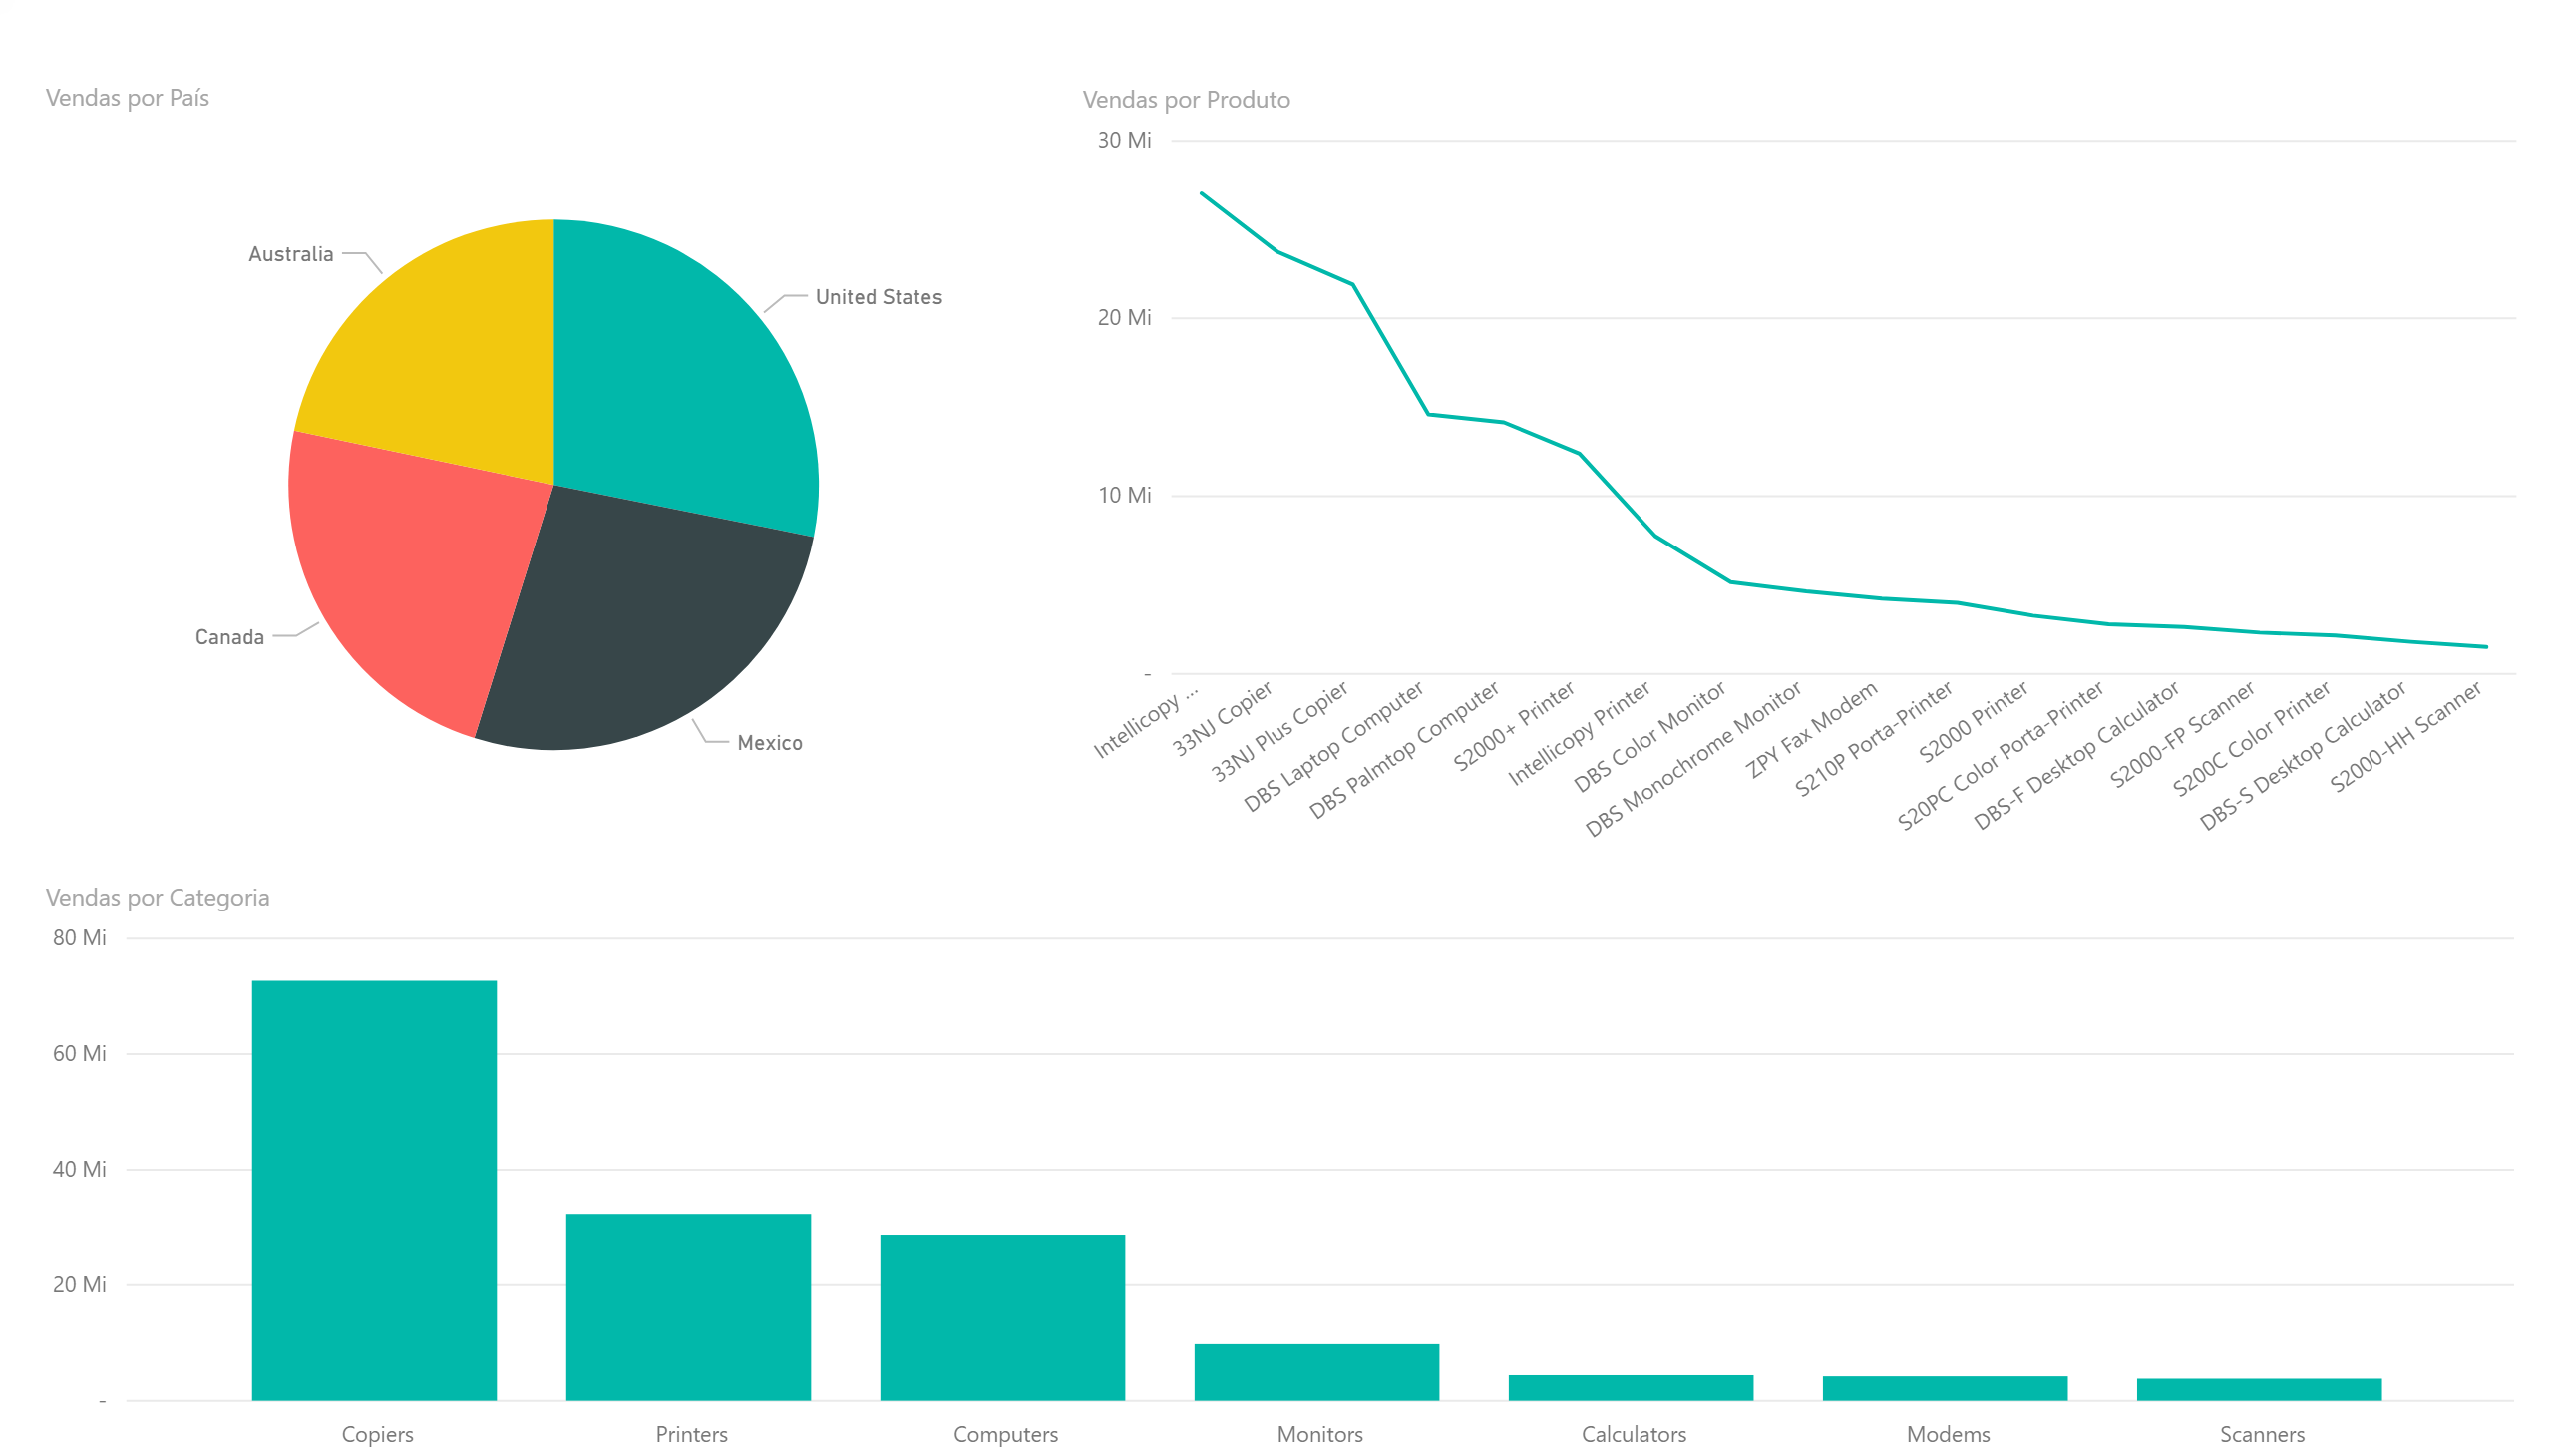 Vendas por País
Australia
United States
Canada
Mexico
Vendas por Produto
30 Mi
20 Mi
10 Mi
-
Intellicopy ...
33NJ Copier
33NJ Plus Copier
DBS Laptop Computer
DBS Palmtop Computer
S2000+ Printer
Intellicopy Printer
DBS Color Monitor
DBS Monochrome Monitor
ZPY Fax Modem
S210P Porta-Printer
S2000 Printer
S20PC Color Porta-Printer
DBS-F Desktop Calculator
S2000-FP Scanner
S200C Color Printer
DBS-S Desktop Calculator
S2000-HH Scanner
Vendas por Categoria
80 Mi
60 Mi
40 Mi
20 Mi
-
Copiers
Printers
Computers
Monitors
Calculators
Modems
Scanners